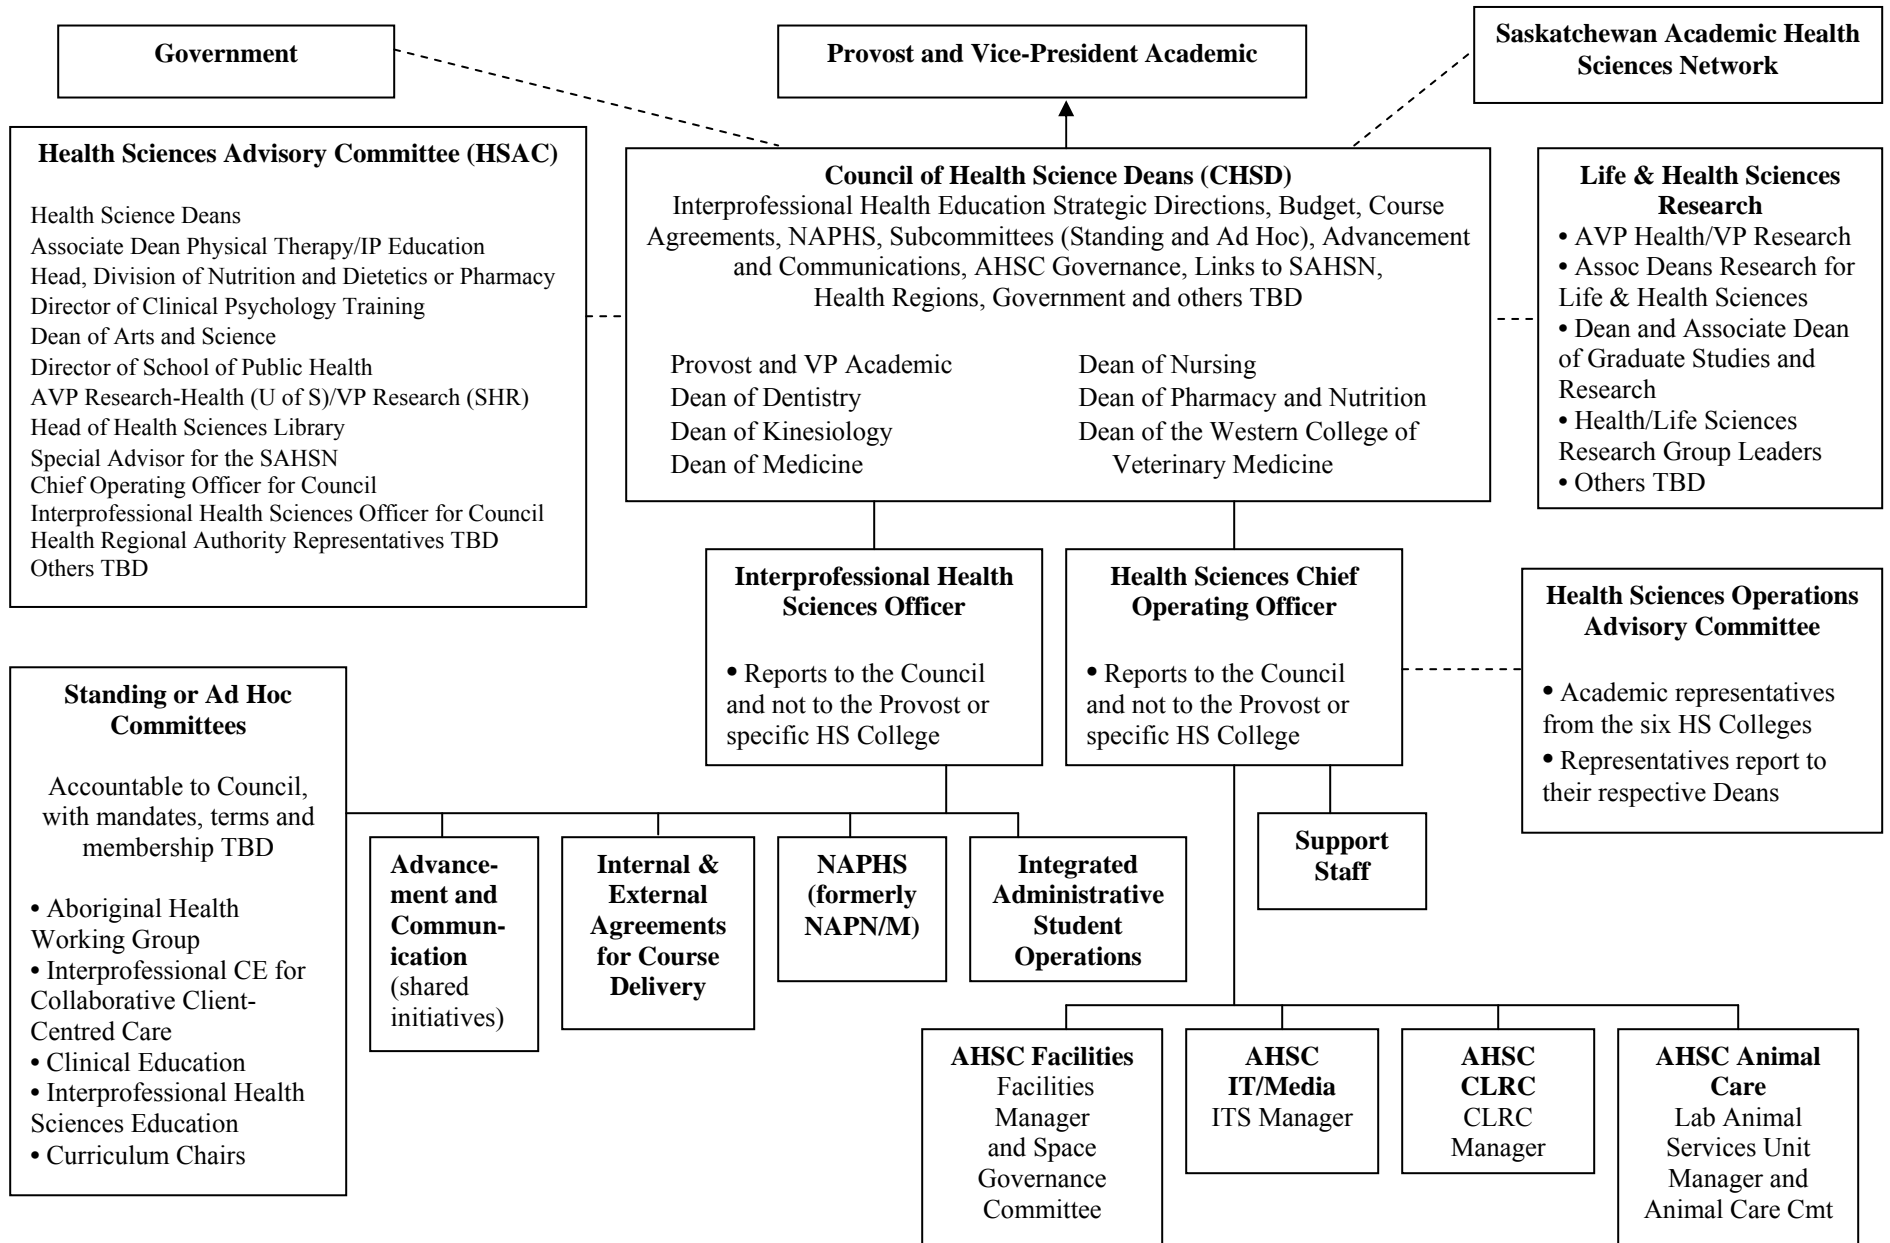 Government
Provost and Vice-President Academic
Saskatchewan Academic Health
Sciences Network
Health Sciences Advisory Committee (HSAC)
Health Science Deans
Associate Dean Physical Therapy/IP Education
Head, Division of Nutrition and Dietetics or Pharmacy
Director of Clinical Psychology Training
Dean of Arts and Science
Director of School of Public Health
AVP Research-Health (U of S)/VP Research (SHR)
Head of Health Sciences Library
Special Advisor for the SAHSN
Chief Operating Officer for Council
Interprofessional Health Sciences Officer for Council
Health Regional Authority Representatives TBD
Others TBD
Council of Health Science Deans (CHSD)
Interprofessional Health Education Strategic Directions, Budget, Course
Agreements, NAPHS, Subcommittees (Standing and Ad Hoc), Advancement
and Communications, AHSC Governance, Links to SAHSN,
Health Regions, Government and others TBD
Provost and VP Academic
Dean of Dentistry
Dean of Kinesiology
Dean of Medicine
Dean of Nursing
Dean of Pharmacy and Nutrition
Dean of the Western College of
Veterinary Medicine
Life & Health Sciences
Research
• AVP Health/VP Research
• Assoc Deans Research for
Life & Health Sciences
• Dean and Associate Dean
of Graduate Studies and
Research
• Health/Life Sciences
Research Group Leaders
• Others TBD
Interprofessional Health
Sciences Officer
• Reports to the Council
and not to the Provost or
specific HS College
Health Sciences Chief
Operating Officer
• Reports to the Council
and not to the Provost or
specific HS College
Health Sciences Operations
Advisory Committee
• Academic representatives
from the six HS Colleges
• Representatives report to
their respective Deans
Standing or Ad Hoc
Committees
Accountable to Council,
with mandates, terms and
membership TBD
• Aboriginal Health
Working Group
• Interprofessional CE for
Collaborative Client-
Centred Care
• Clinical Education
• Interprofessional Health
Sciences Education
• Curriculum Chairs
Advance-
ment and
Commun-
ication
(shared
initiatives)
Internal &
External
Agreements
for Course
Delivery
NAPHS
(formerly
NAPN/M)
Integrated
Administrative
Student
Operations
Support
Staff
AHSC Facilities
Facilities
Manager
and Space
Governance
Committee
AHSC
IT/Media
ITS Manager
AHSC
CLRC
CLRC
Manager
AHSC Animal
Care
Lab Animal
Services Unit
Manager and
Animal Care Cmt